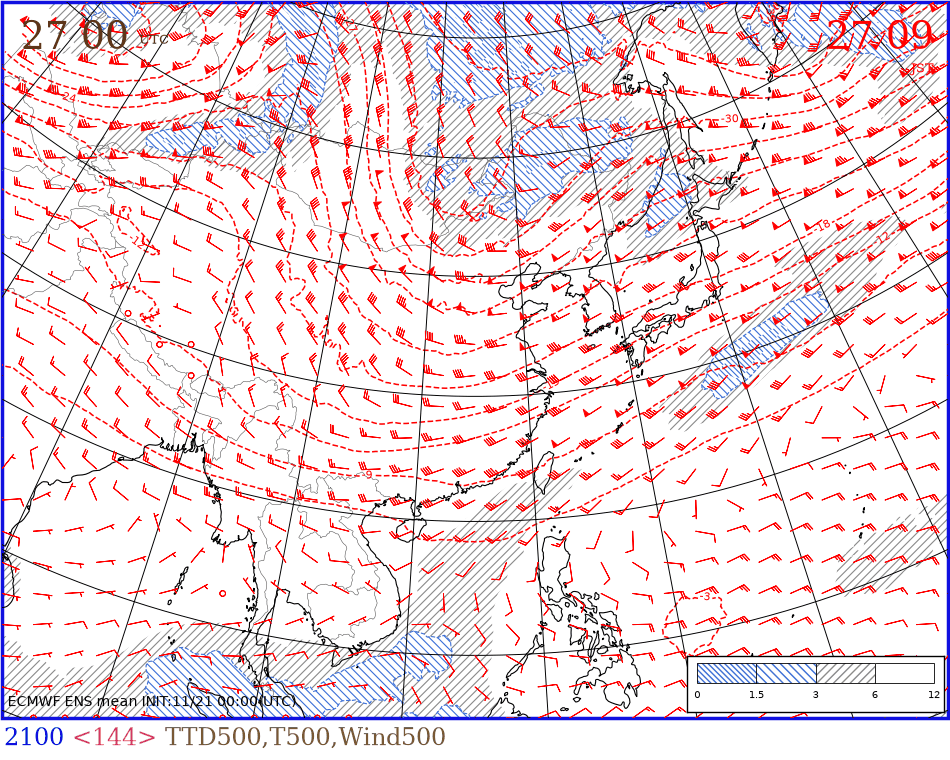 27 00 UTC
27 09 JST
-24
-30
-18
-12
-9
-3
0 1.5 3 6 12
ECMWF ENS mean INIT:11/21 00:00(UTC)
2100 <144> TTD500,T500,Wind500